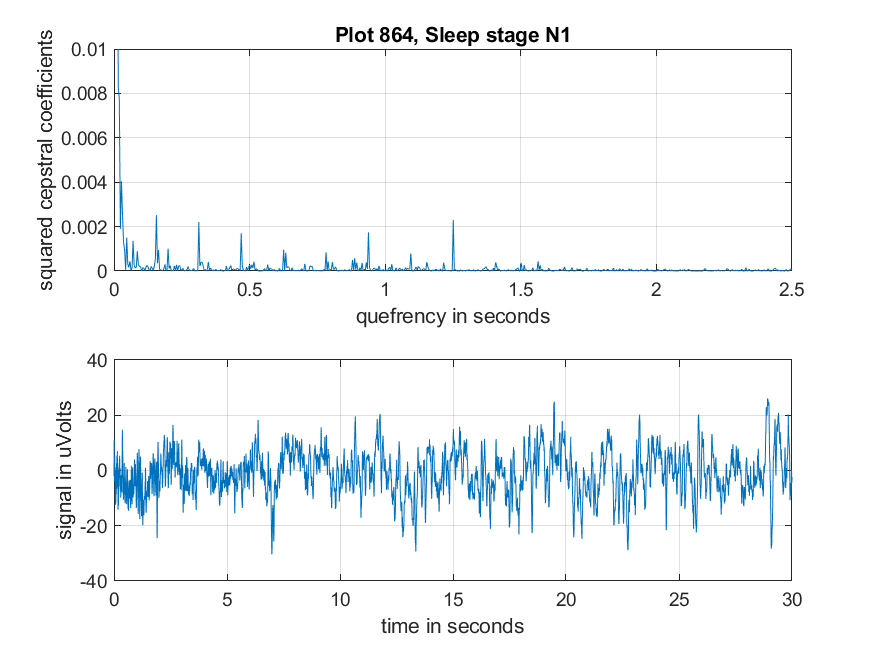 Plot 864, Sleep stage N1
squared cepstral coefficients
0.01
0.008
0.006
0.004
0.002
0
0 0.5 1 1.5 2 2.5
quefrency in seconds
signal in uVolts
40
20
0
-20
-40
0 5 10 15 20 25 30
time in seconds